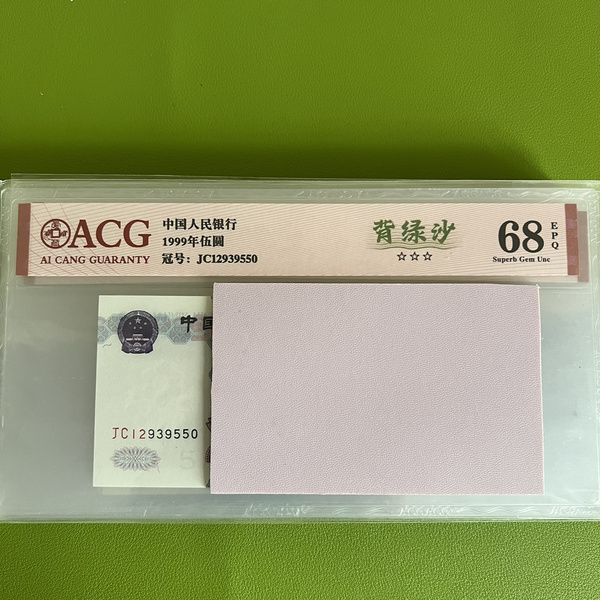 ACG
AI CANG GUARANTY
中国人民银行
1999年伍圆
冠号：JC12939550
背绿沙
☆☆☆
68
EPQ
Superb Gem Unc
中国
JC12939550
5